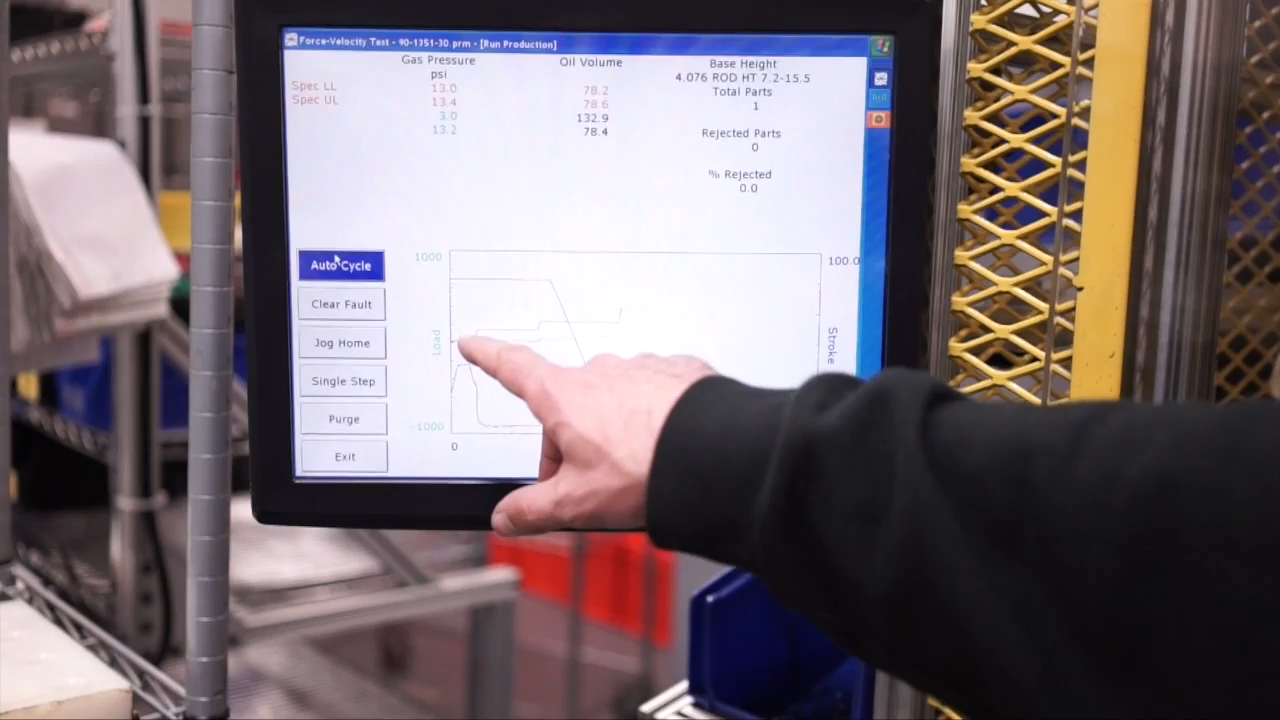 Force-Velocity Test - 90-1351-30.prm - [Run Production]
Gas Pressure Oil Volume Base Height
psi 4.076 ROD HT 7.2-15.5
Spec LL 13.0 78.2 Total Parts
Spec UL 13.4 78.6 1
3.0 132.9
13.2 78.4 Rejected Parts
0
% Rejected
0.0
Auto Cycle
Clear Fault
Jog Home
Single Step
Purge
Exit
1000 100.0
Load Stroke
-1000
0